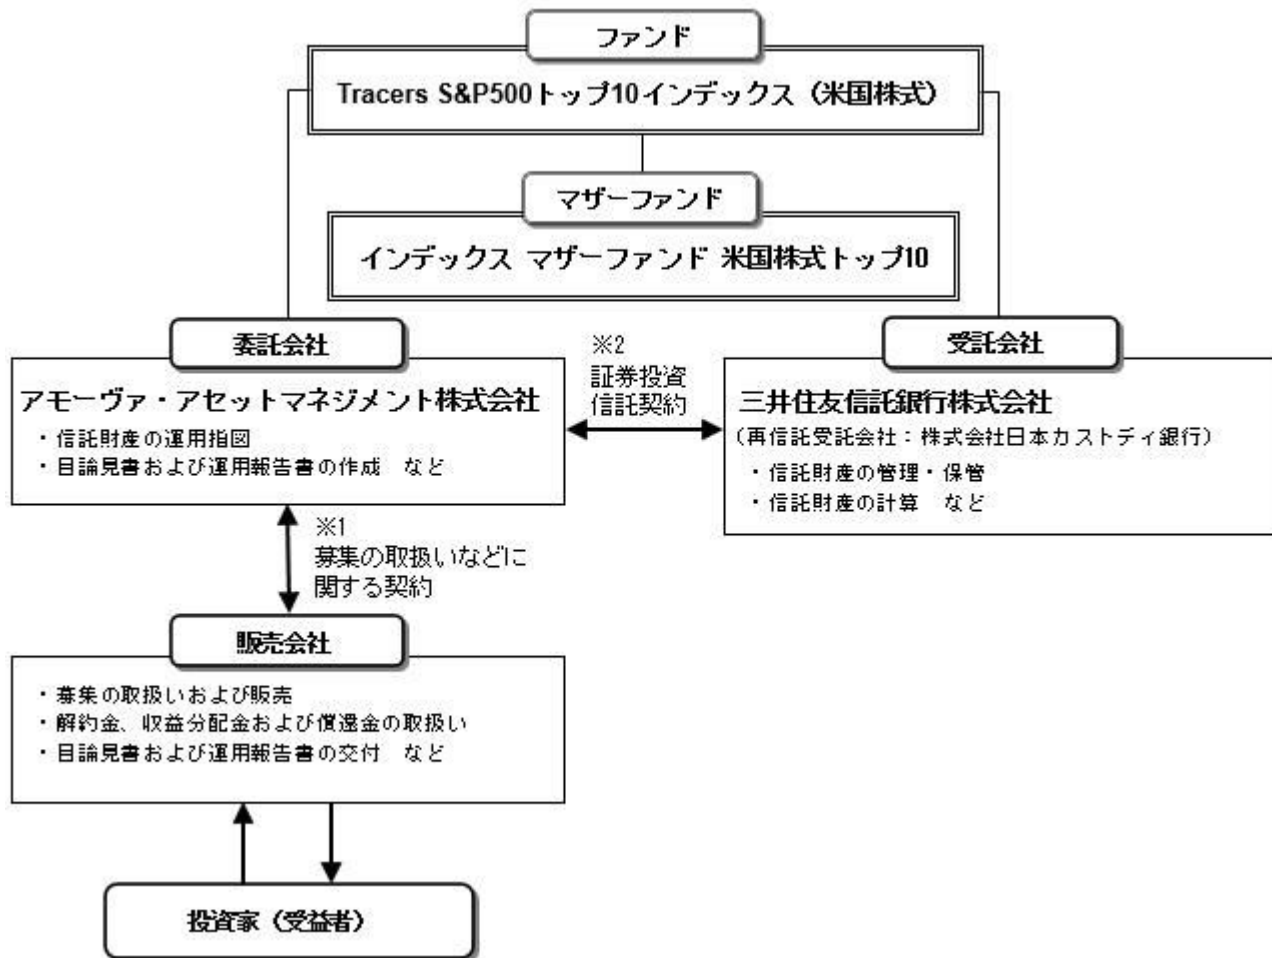 ファンド
Tracers S&P500トップ10インデックス（米国株式）
マザーファンド
インデックス マザーファンド 米国株式トップ10
委託会社
アモーヴァ・アセットマネジメント株式会社
・信託財産の運用指図
・目論見書および運用報告書の作成　など
※2
証券投資
信託契約
受託会社
三井住友信託銀行株式会社
（再信託受託会社：株式会社日本カストディ銀行）
・信託財産の管理・保管
・信託財産の計算　など
※1
募集の取扱いなどに
関する契約
販売会社
・募集の取扱いおよび販売
・解約金、収益分配金および償還金の取扱い
・目論見書および運用報告書の交付　など
投資家（受益者）